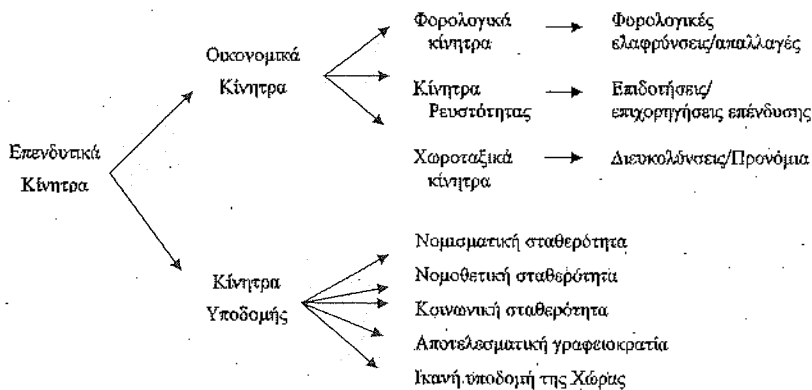 Φορολογικά
κίνητρα
Φορολογικές
ελαφρύνσεις/απαλλαγές
Οικονομικά
Κίνητρα
Κίνητρα
Ρευστότητας
Επιδοτήσεις/
επιχορηγήσεις επένδυσης
Επενδυτικά
Κίνητρα
Χωροταξικά
κίνητρα
Διευκολύνσεις/Προνόμια
Κίνητρα
Υποδομής
Νομισματική σταθερότητα
Νομοθετική σταθερότητα
Κοινωνική σταθερότητα
Αποτελεσματική γραφειοκρατία
Ικανή υποδομή της Χώρας